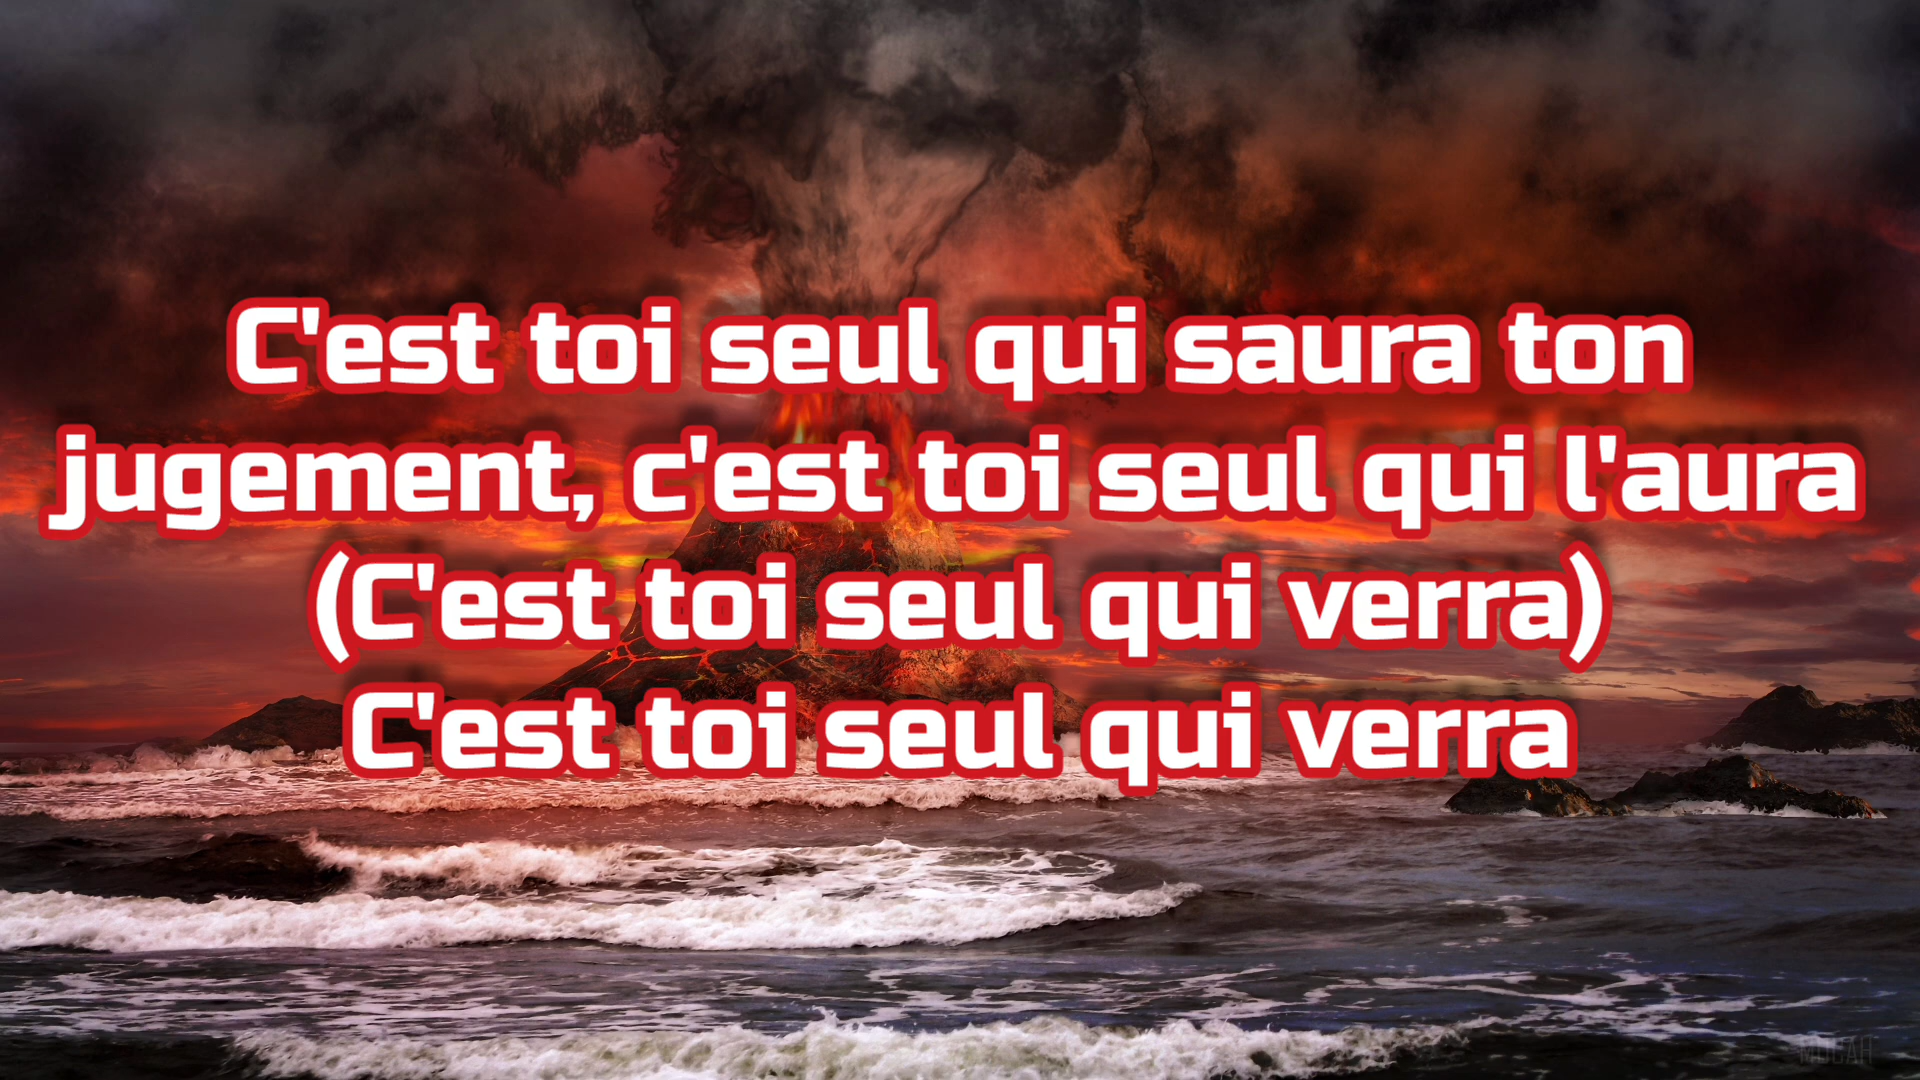 C'est toi seul qui saura ton
jugement, c'est toi seul qui l'aura
(C'est toi seul qui verra)
C'est toi seul qui verra
MOCAH